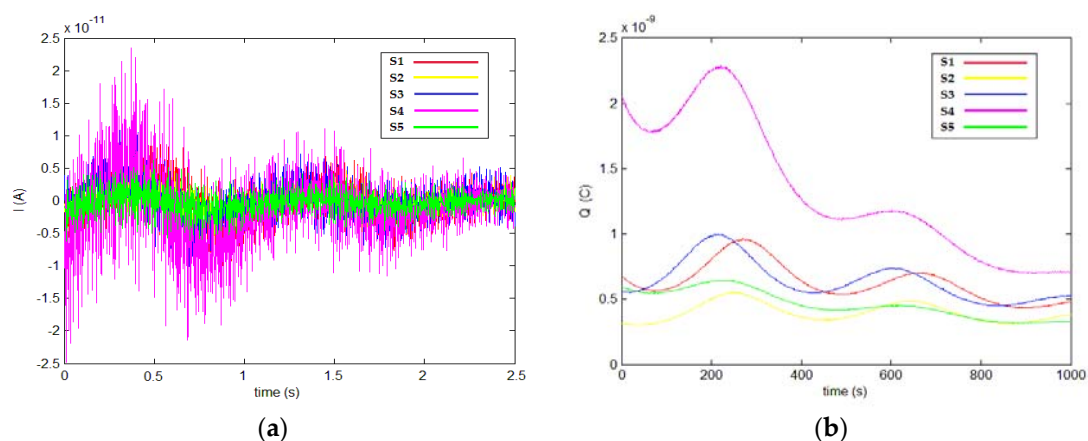 x 10⁻¹¹
2.5
2
1.5
1
0.5
0
-0.5
-1
-1.5
-2
-2.5
I (A)
0 0.5 1 1.5 2 2.5
time (s)
S1
S2
S3
S4
S5
(a)
x 10⁻⁹
2.5
2
1.5
1
0.5
0
Q (C)
0 200 400 600 800 1000
time (s)
S1
S2
S3
S4
S5
(b)